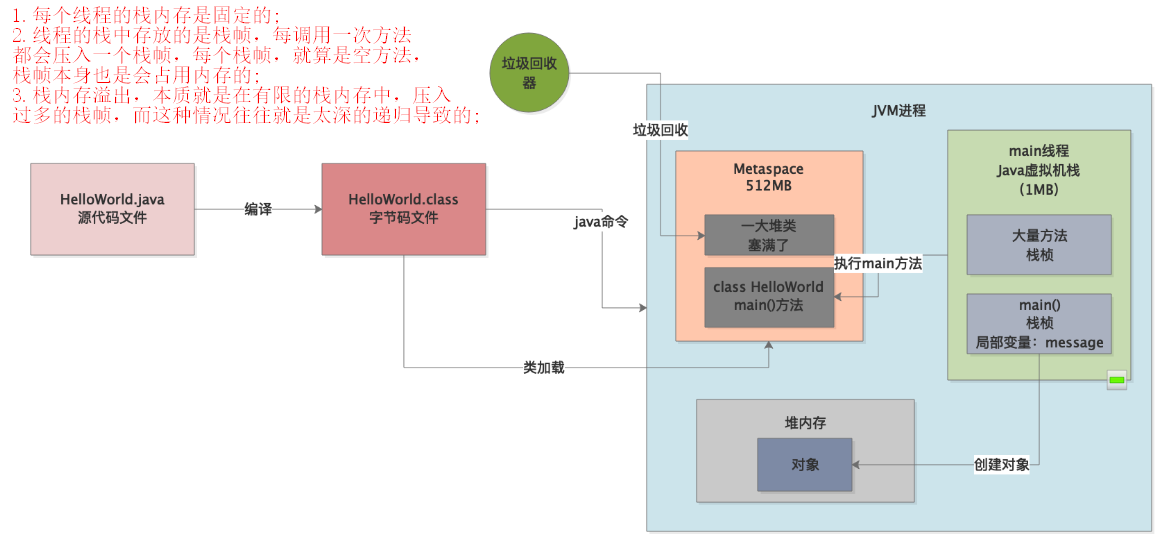 1. 每个线程的栈内存是固定的;
2. 线程的栈中存放的是栈帧，每调用一次方法
都会压入一个栈帧，每个栈帧，就算是空方法，
栈帧本身也是会占用内存的;
3. 栈内存溢出，本质就是在有限的栈内存中，压入
过多的栈帧，而这种情况往往就是太深的递归导致的;
垃圾回收
器
JVM进程
垃圾回收
Metaspace
512MB
main线程
Java虚拟机栈
（1MB）
HelloWorld.java
源代码文件
编译
HelloWorld.class
字节码文件
java命令
一大堆类
塞满了
大量方法
栈帧
执行main方法
class HelloWorld
main()方法
main()
栈帧
局部变量：message
类加载
堆内存
对象
创建对象